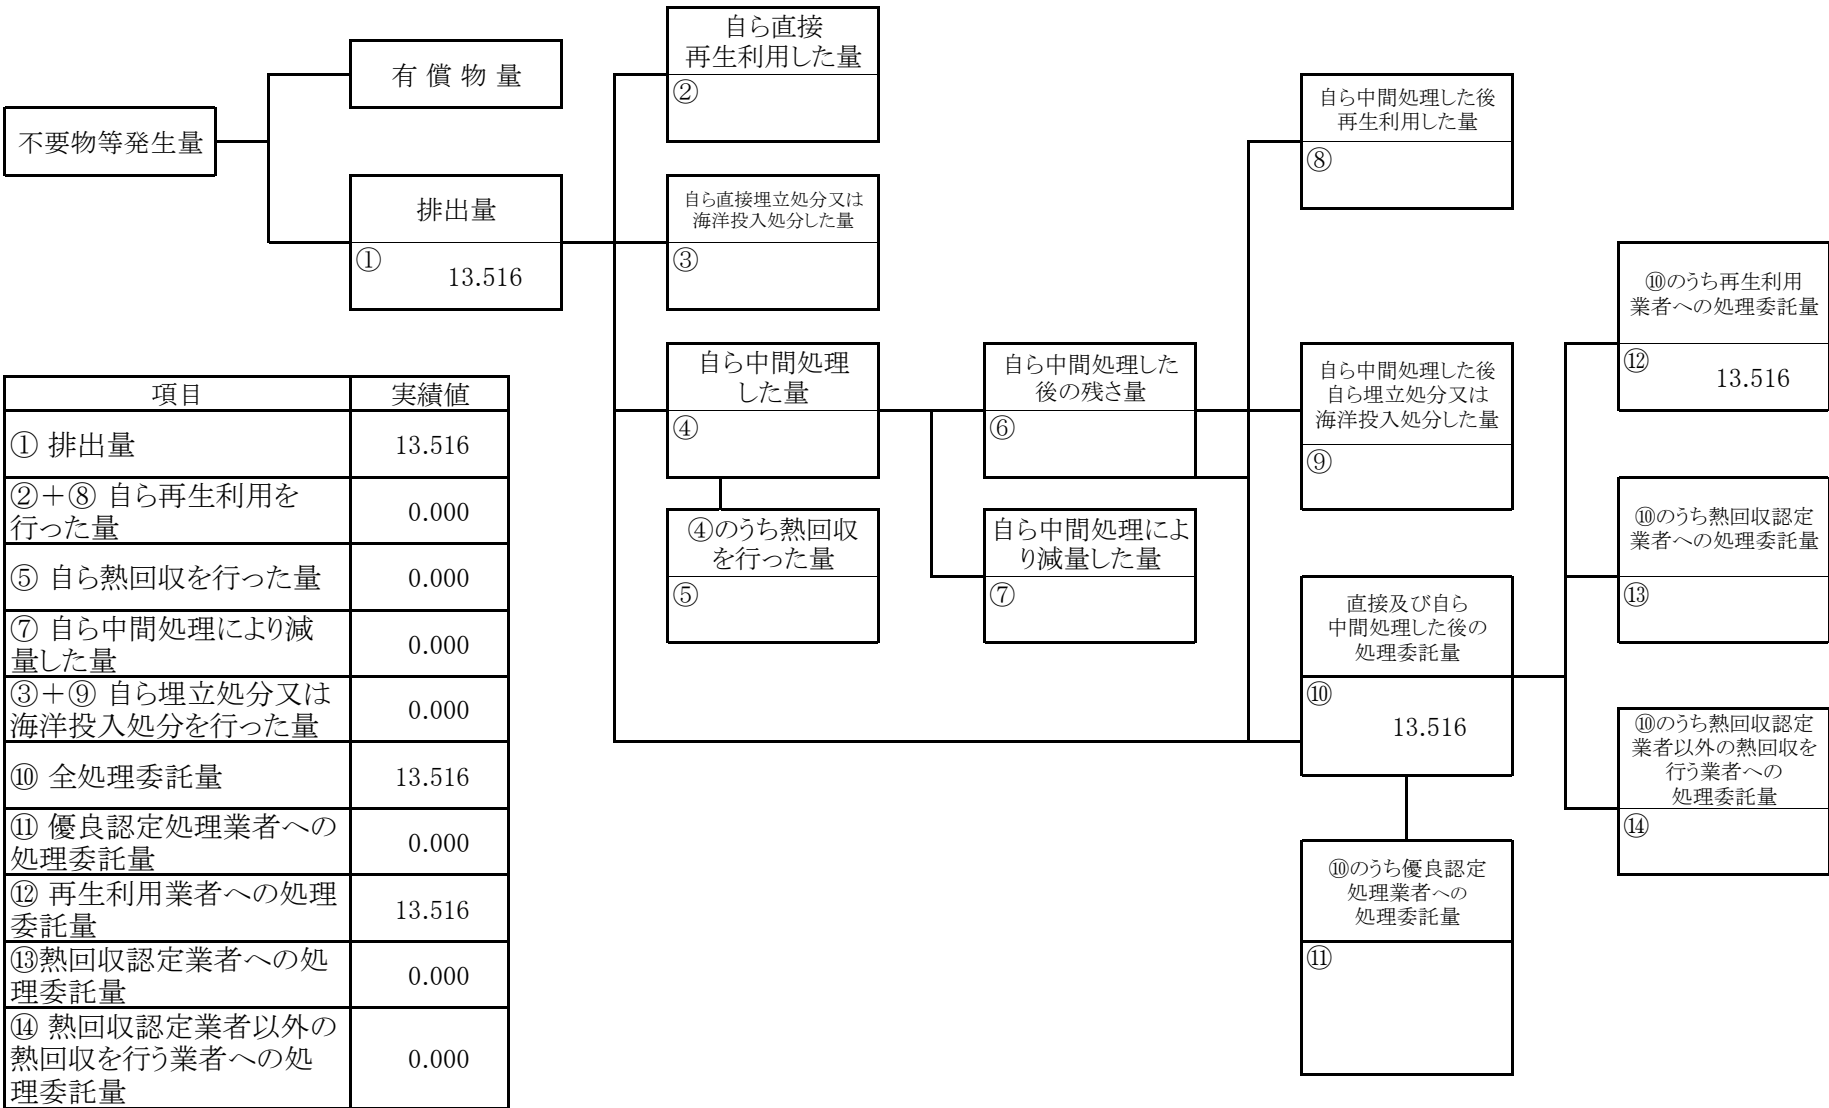 不要物等発生量
有 償 物 量
排出量
①
13.516
自ら直接
再生利用した量
②
自ら直接埋立処分又は
海洋投入処分した量
③
自ら中間処理
した量
④
④のうち熱回収
を行った量
⑤
自ら中間処理した
後の残さ量
⑥
自ら中間処理によ
り減量した量
⑦
自ら中間処理した後
再生利用した量
⑧
自ら中間処理した後
自ら埋立処分又は
海洋投入処分した量
⑨
直接及び自ら
中間処理した後の
処理委託量
⑩
13.516
⑩のうち優良認定
処理業者への
処理委託量
⑪
⑩のうち再生利用
業者への処理委託量
⑫
13.516
⑩のうち熱回収認定
業者への処理委託量
⑬
⑩のうち熱回収認定
業者以外の熱回収を
行う業者への
処理委託量
⑭
項目 実績値
① 排出量 13.516
②＋⑧ 自ら再生利用を
行った量 0.000
⑤ 自ら熱回収を行った量 0.000
⑦ 自ら中間処理により減
量した量 0.000
③＋⑨ 自ら埋立処分又は
海洋投入処分を行った量 0.000
⑩ 全処理委託量 13.516
⑪ 優良認定処理業者への
処理委託量 0.000
⑫ 再生利用業者への処理
委託量 13.516
⑬熱回収認定業者への処
理委託量 0.000
⑭ 熱回収認定業者以外の
熱回収を行う業者への処
理委託量 0.000